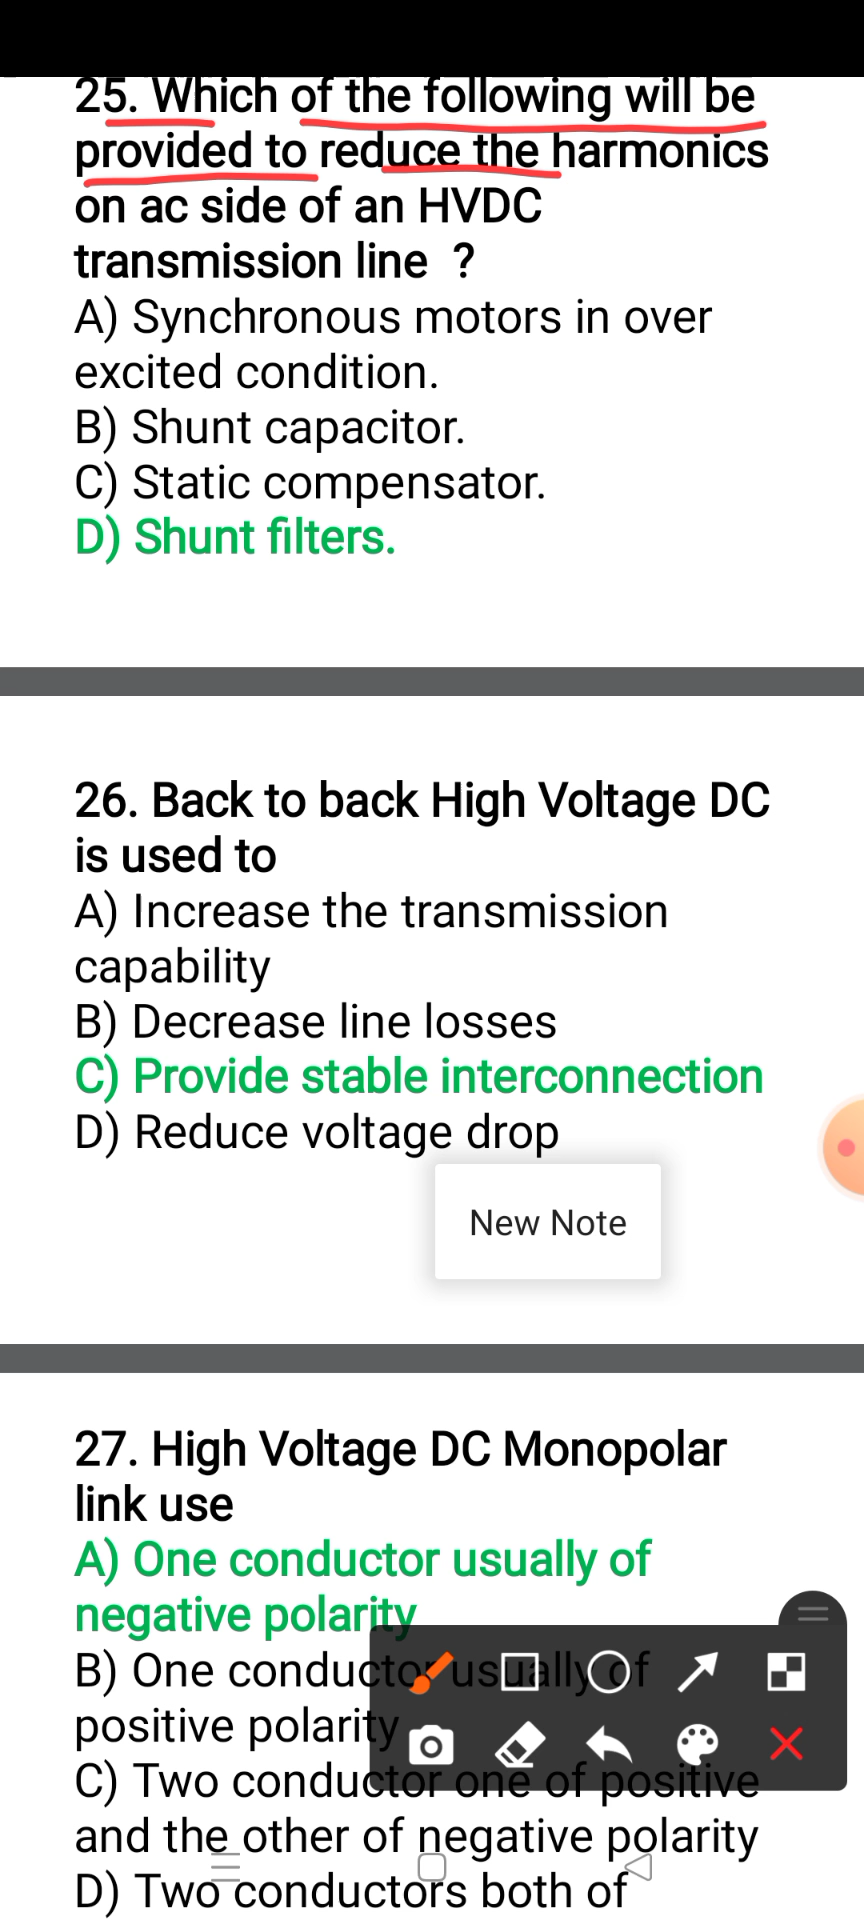 25. Which of the following will be
provided to reduce the harmonics
on ac side of an HVDC
transmission line ?
A) Synchronous motors in over
excited condition.
B) Shunt capacitor.
C) Static compensator.
D) Shunt filters.
26. Back to back High Voltage DC
is used to
A) Increase the transmission
capability
B) Decrease line losses
C) Provide stable interconnection
D) Reduce voltage drop
New Note
27. High Voltage DC Monopolar
link use
A) One conductor usually of
negative polarity
B) One conductor usually of
positive polarity
C) Two conductor one of positive
and the other of negative polarity
D) Two conductors both of